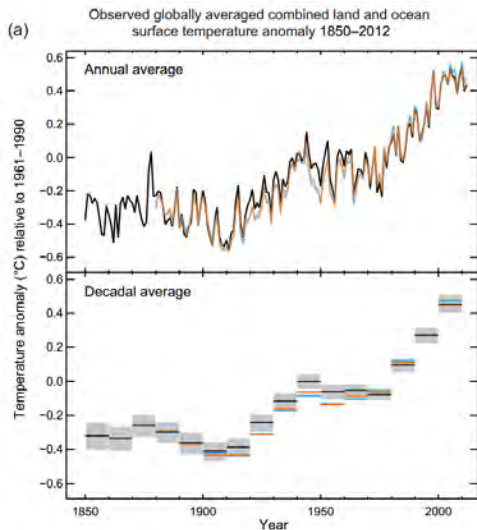 Observed globally averaged combined land and ocean
(a) surface temperature anomaly 1850–2012
Annual average
0.6
0.4
0.2
0.0
−0.2
−0.4
−0.6
Temperature anomaly (°C) relative to 1961–1990
Decadal average
0.6
0.4
0.2
0.0
−0.2
−0.4
−0.6
1850 1900 1950 2000
Year